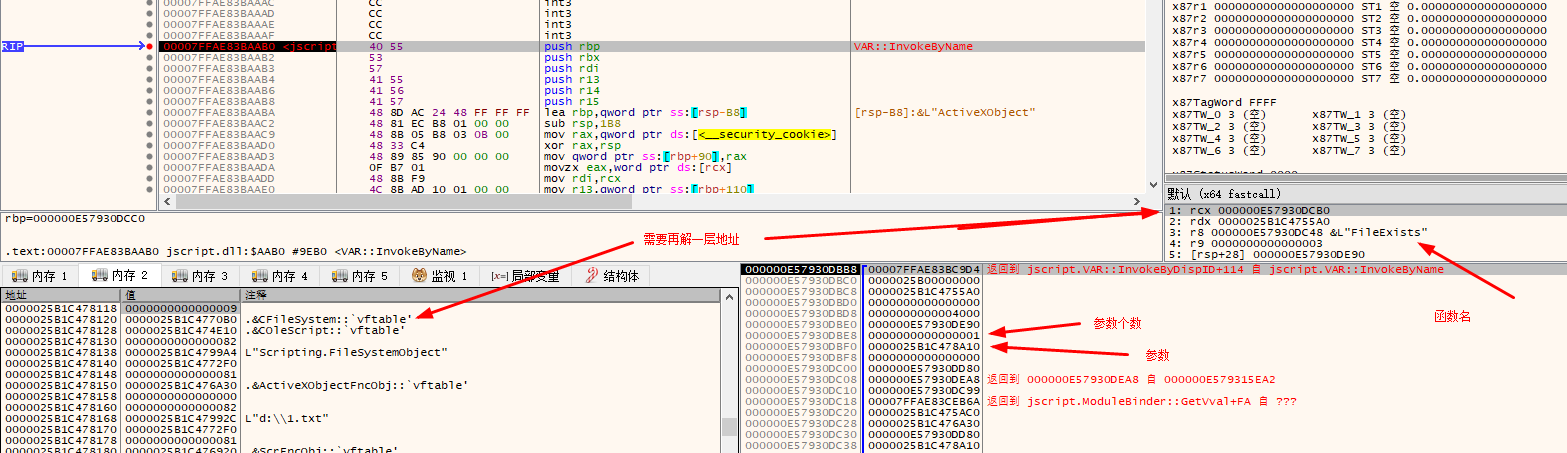 00007FFAE83BAAAC CC int3
00007FFAE83BAAAD CC int3
00007FFAE83BAAAE CC int3
00007FFAE83BAAAF CC int3
RIP 00007FFAE83BAAB0 <jscript 40 55 push rbp VAR::InvokeByName
00007FFAE83BAAB2 53 push rbx
00007FFAE83BAAB3 57 push rdi
00007FFAE83BAAB4 41 55 push r13
00007FFAE83BAAB6 41 56 push r14
00007FFAE83BAAB8 41 57 push r15
00007FFAE83BAABA 48 8D AC 24 48 FF FF FF lea rbp,qword ptr ss:[rsp-B8] [rsp-B8]:&L"ActiveXObject"
00007FFAE83BAAC2 48 81 EC B8 01 00 00 sub rsp,1B8
00007FFAE83BAAC9 48 8B 05 B8 03 0B 00 mov rax,qword ptr ds:[<__security_cookie>]
00007FFAE83BAAD0 48 33 C4 xor rax,rsp
00007FFAE83BAAD3 48 89 85 90 00 00 00 mov qword ptr ss:[rbp+90],rax
00007FFAE83BAADA 0F B7 01 movzx eax,word ptr ds:[rcx]
00007FFAE83BAADD 48 8B F9 mov rdi,rcx
00007FFAE83BAAE0 4C 8B AD 10 01 00 00 mov r13,qword ptr ss:[rbp+110]
x87r1 00000000000000000000 ST1 空 0.000000000000000000
x87r2 00000000000000000000 ST2 空 0.000000000000000000
x87r3 00000000000000000000 ST3 空 0.000000000000000000
x87r4 00000000000000000000 ST4 空 0.000000000000000000
x87r5 00000000000000000000 ST5 空 0.000000000000000000
x87r6 00000000000000000000 ST6 空 0.000000000000000000
x87r7 00000000000000000000 ST7 空 0.000000000000000000
x87TagWord FFFF
x87TW_0 3 (空) x87TW_1 3 (空)
x87TW_2 3 (空) x87TW_3 3 (空)
x87TW_4 3 (空) x87TW_5 3 (空)
x87TW_6 3 (空) x87TW_7 3 (空)
rbp=000000E57930DCC0
.text:00007FFAE83BAAB0 jscript.dll:$AAB0 #9EB0 <VAR::InvokeByName>
需要再解一层地址
默认 (x64 fastcall)
1: rcx 000000E57930DCB0
2: rdx 0000025B1C4755A0
3: r8 000000E57930DC48 &L"FileExists"
4: r9 0000000000000003
5: [rsp+28] 000000E57930DE90
函数名
内存 1 内存 2 内存 3 内存 4 内存 5 监视 1 [x=] 局部变量 结构体
地址 值 注释
0000025B1C478118 0000000000000009
0000025B1C478120 0000025B1C4770B0 .&CFileSystem::`vftable'
0000025B1C478128 0000025B1C474E10 .&COleScript::`vftable'
0000025B1C478130 0000000000000082
0000025B1C478138 0000025B1C4799A4 L"Scripting.FileSystemObject"
0000025B1C478140 0000025B1C4772F0
0000025B1C478148 0000000000000081
0000025B1C478150 0000025B1C476A30 .&ActiveXObjectFncObj::`vftable'
0000025B1C478158 0000000000000000
0000025B1C478160 0000000000000082
0000025B1C478168 0000025B1C47992C L"d:\\1.txt"
0000025B1C478170 0000025B1C4772F0
0000025B1C478178 0000000000000081
0000025B1C478180 0000025B1C476920 .&ScrFncObj::`vftable'
000000E57930DBB8 00007FFAE83BC9D4 返回到 jscript.VAR::InvokeByDispID+114 自 jscript.VAR::InvokeByName
000000E57930DBC0 0000025B00000000
000000E57930DBC8 0000025B1C4755A0
000000E57930DBD0 0000000000000000
000000E57930DBD8 0000000000004000
000000E57930DBE0 000000E57930DE90
000000E57930DBE8 0000000000000001
000000E57930DBF0 0000025B1C478A10
000000E57930DBF8 0000000000000000
000000E57930DC00 000000E57930DD80
000000E57930DC08 000000E57930DEA8 返回到 000000E57930DEA8 自 000000E579315EA2
000000E57930DC10 000000E57930DC99
000000E57930DC18 00007FFAE83CEB6A 返回到 jscript.ModuleBinder::GetVval+FA 自 ???
000000E57930DC20 0000025B1C475AC0
000000E57930DC28 0000025B1C476A30
000000E57930DC30 000000E57930DD80
000000E57930DC38 0000025B1C478A10
参数个数
参数